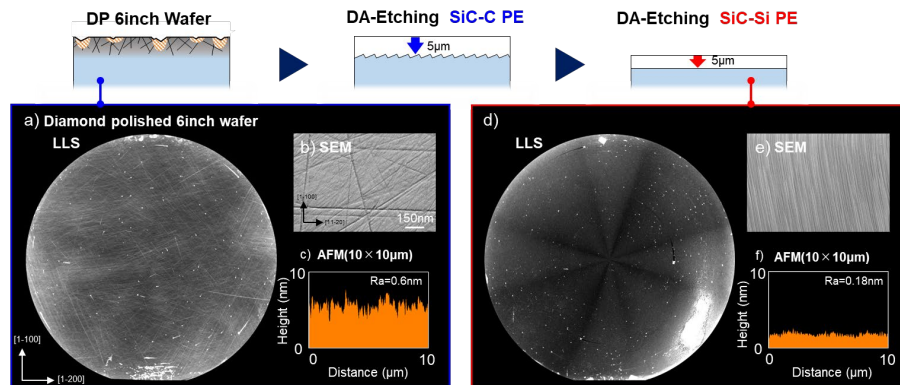 DP 6inch Wafer
DA-Etching SiC-C PE
DA-Etching SiC-Si PE
5μm
5μm
a) Diamond polished 6inch wafer
LLS
b) SEM
[1-100]
[11-20]
150nm
c) AFM(10×10μm)
Ra=0.6nm
Height (nm)
10
0
0
10
Distance (μm)
[1-100]
[1-200]
d)
LLS
e) SEM
f) AFM(10×10μm)
Ra=0.18nm
Height (nm)
10
0
0
10
Distance (μm)